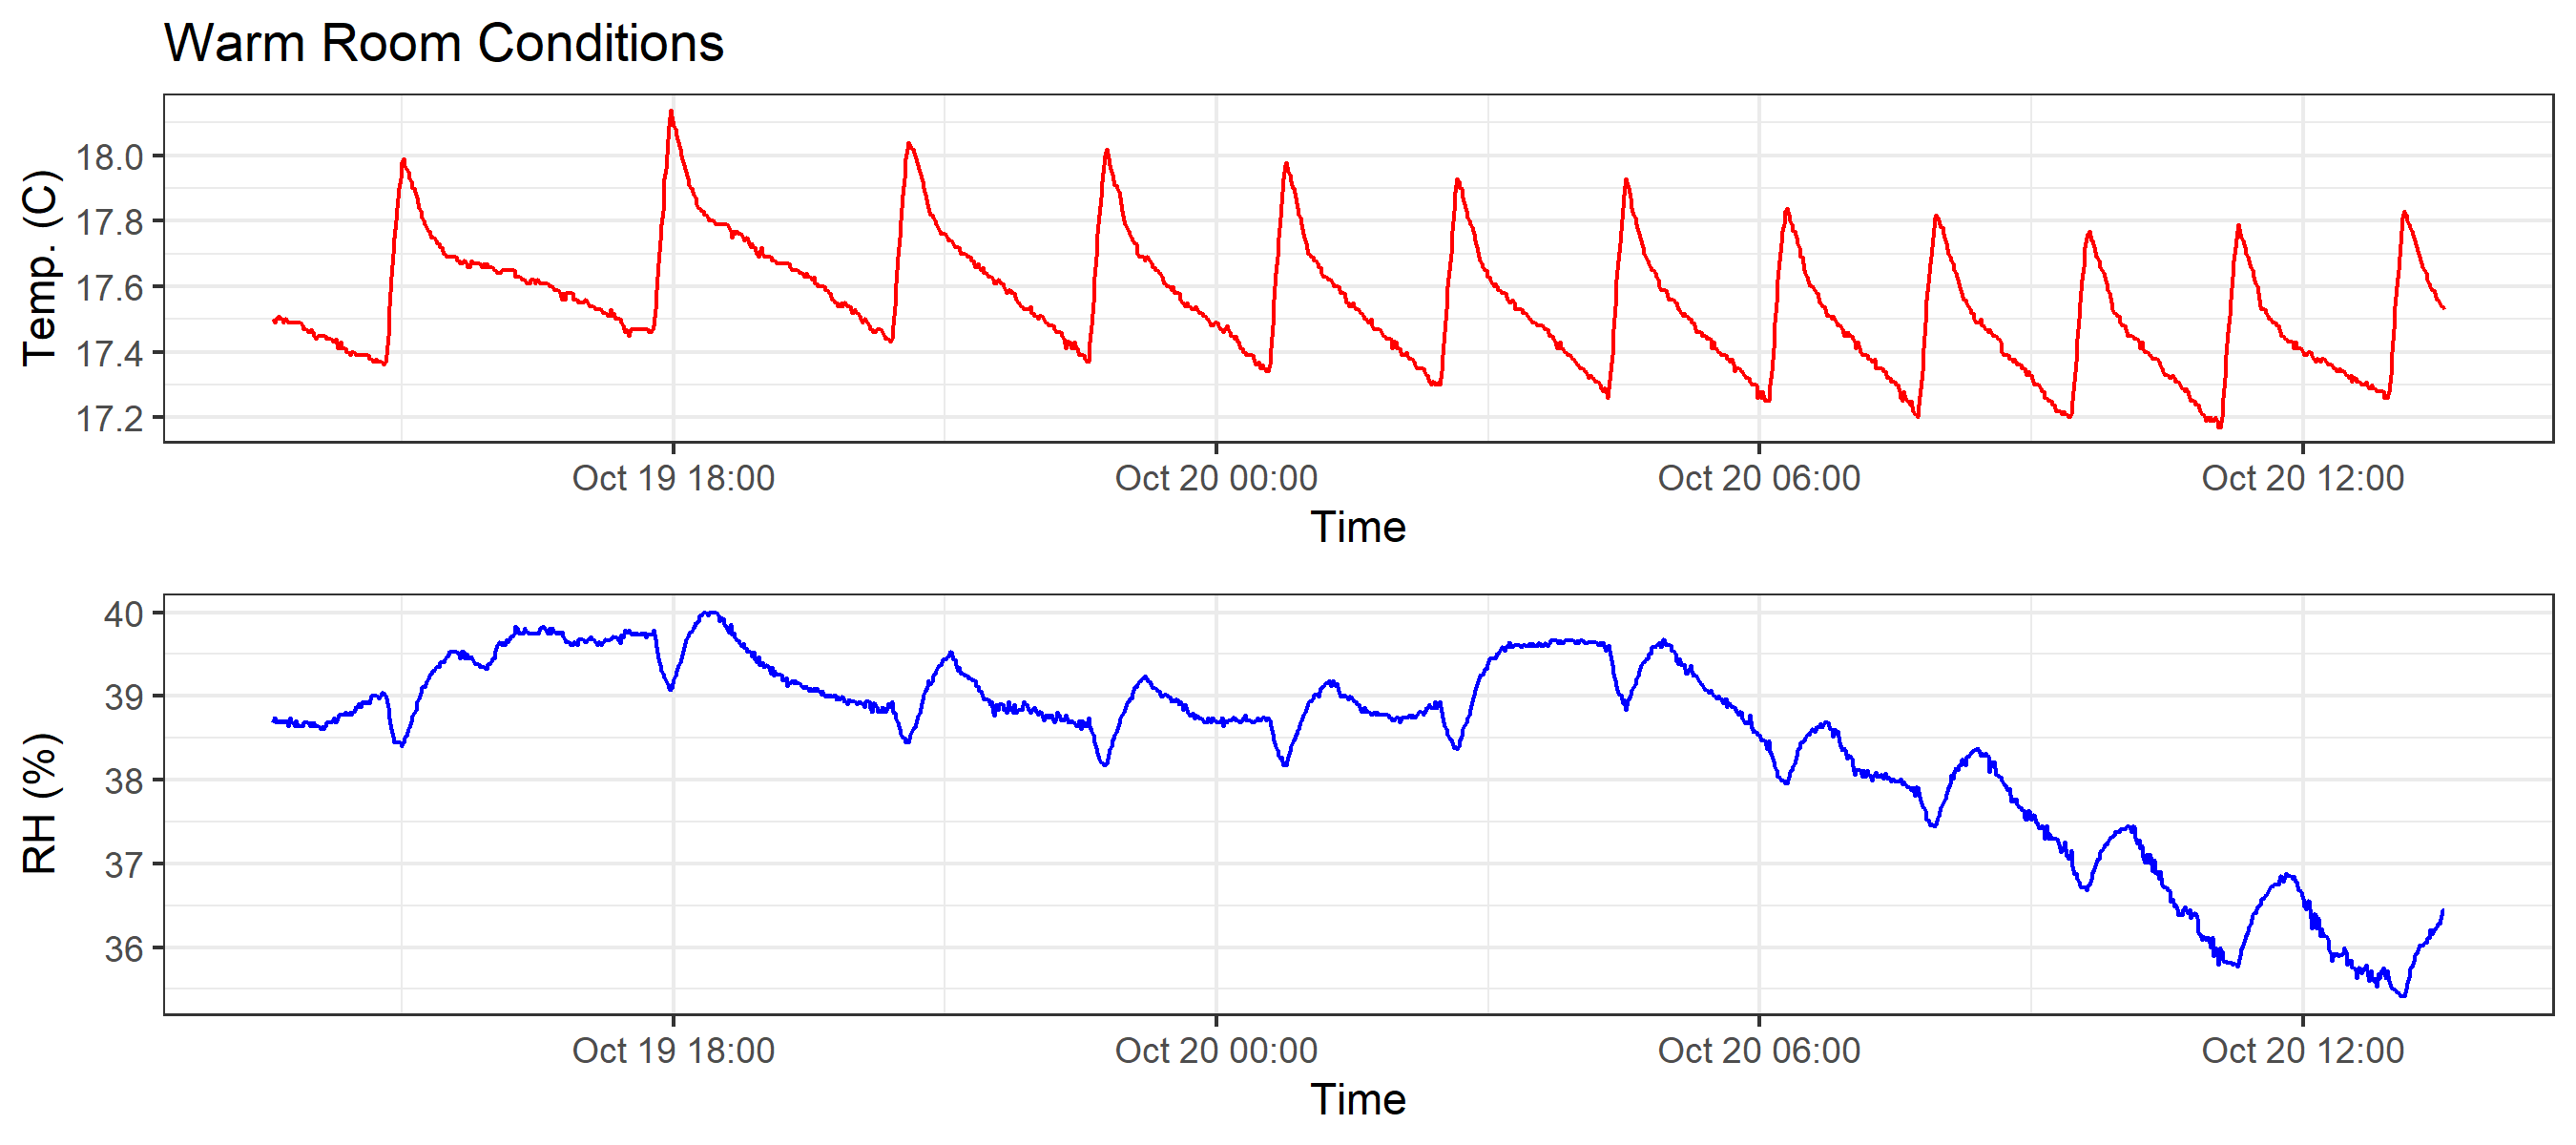 Warm Room Conditions
Temp. (C)
18.0
17.8
17.6
17.4
17.2
Oct 19 18:00 Oct 20 00:00 Oct 20 06:00 Oct 20 12:00
Time
RH (%)
40
39
38
37
36
Oct 19 18:00 Oct 20 00:00 Oct 20 06:00 Oct 20 12:00
Time